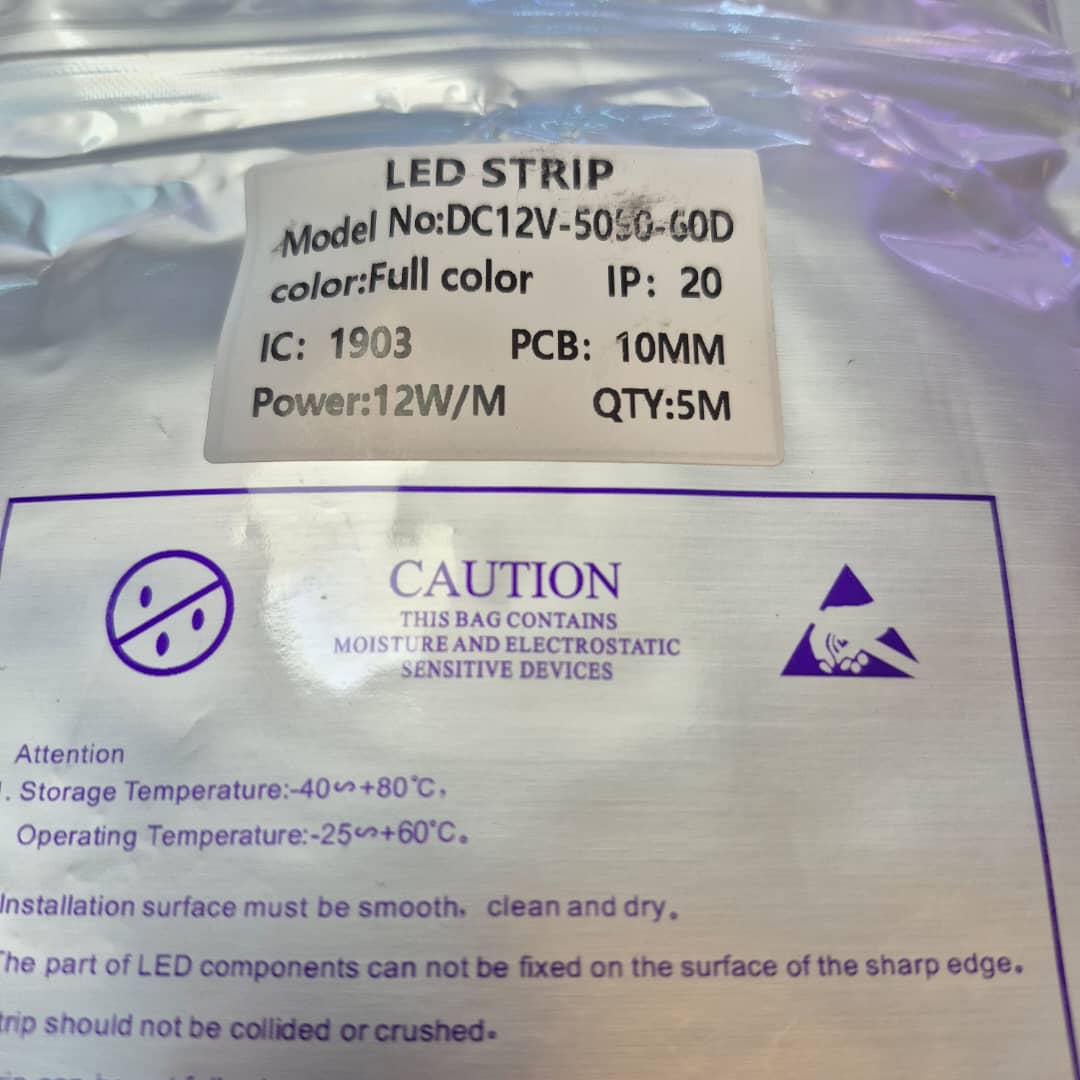 LED STRIP
Model No:DC12V-5050-60D
color:Full color IP: 20
IC: 1903 PCB: 10MM
Power:12W/M QTY:5M
CAUTION
THIS BAG CONTAINS
MOISTURE AND ELECTROSTATIC
SENSITIVE DEVICES
Attention
. Storage Temperature:-40∽+80℃,
Operating Temperature:-25∽+60℃。
Installation surface must be smooth, clean and dry。
The part of LED components can not be fixed on the surface of the sharp edge。
trip should not be collided or crushed。